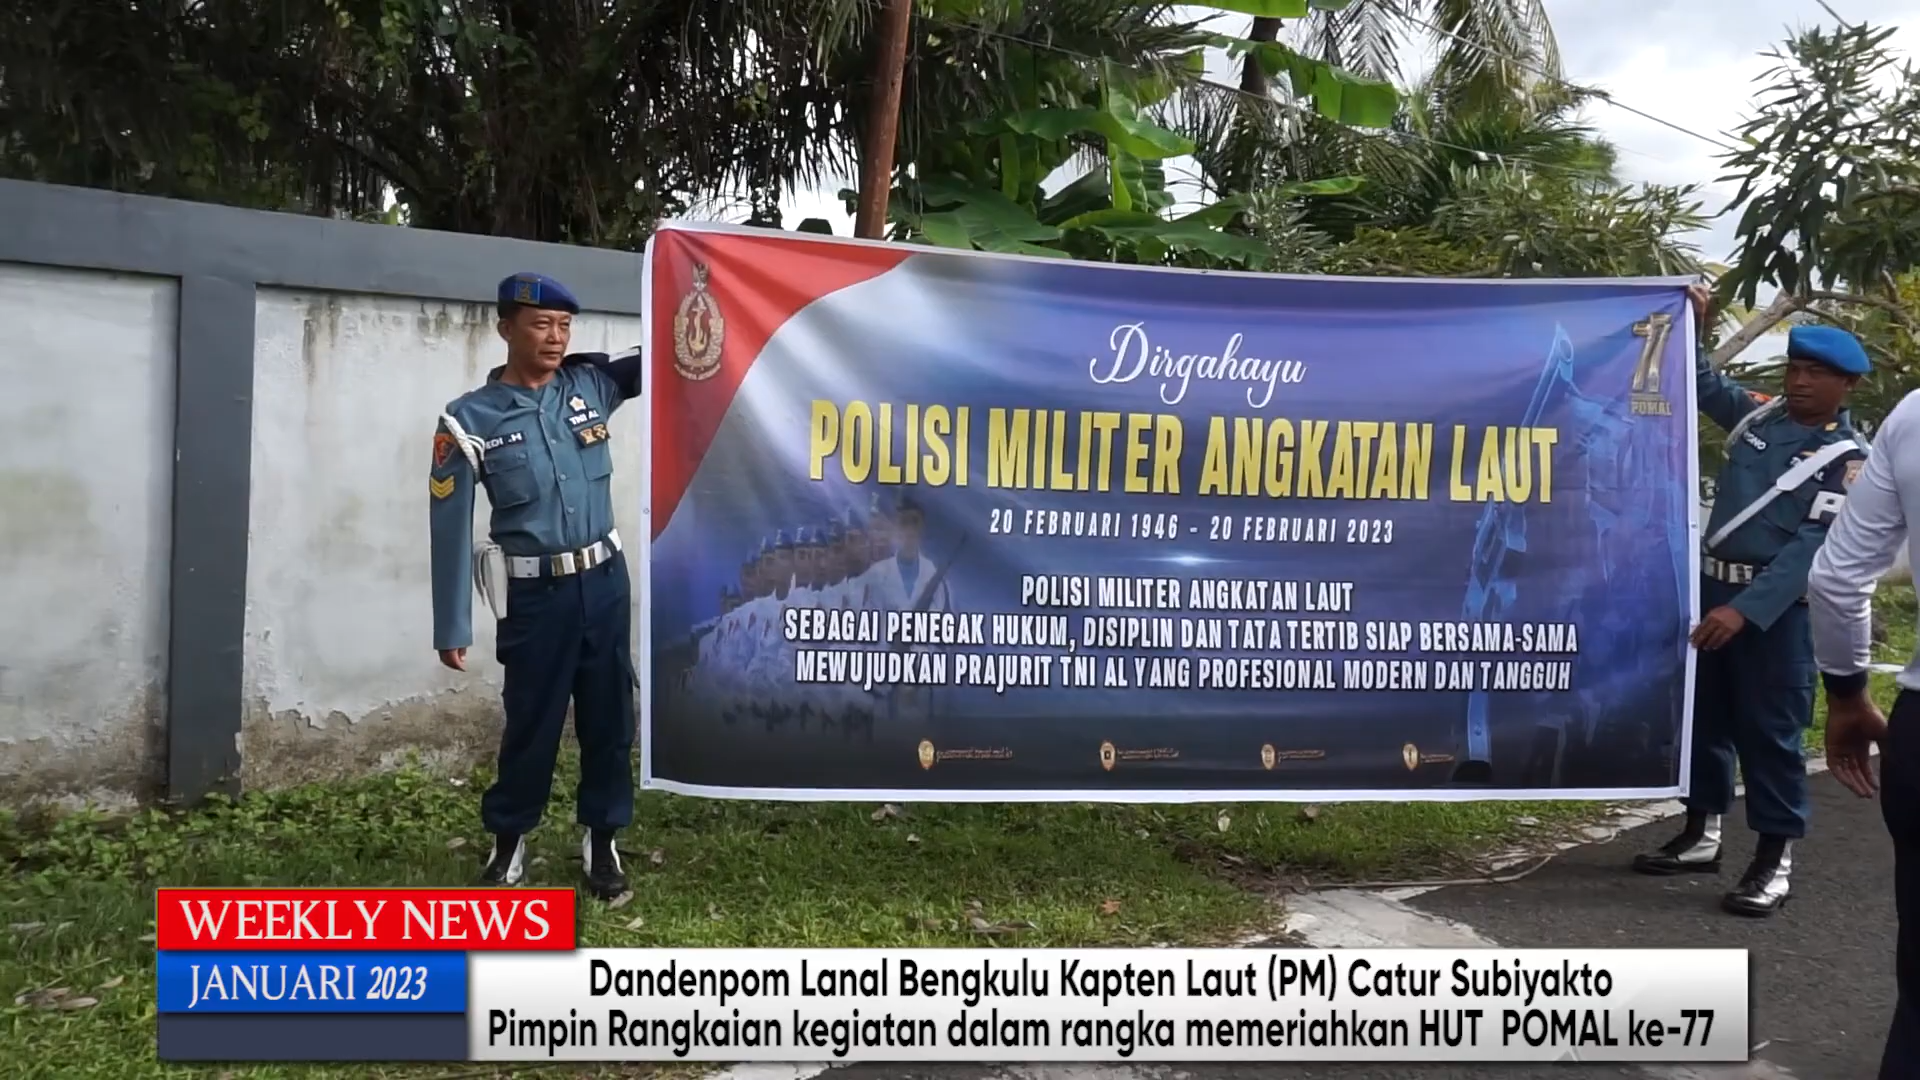 Dirgahayu
POLISI MILITER ANGKATAN LAUT
20 FEBRUARI 1946 - 20 FEBRUARI 2023
POLISI MILITER ANGKATAN LAUT
SEBAGAI PENEGAK HUKUM, DISIPLIN DAN TATA TERTIB SIAP BERSAMA-SAMA
MEWUJUDKAN PRAJURIT TNI AL YANG PROFESIONAL MODERN DAN TANGGUH
77
POMAL
EDI .H
TNI AL
WEEKLY NEWS
JANUARI 2023
Dandenpom Lanal Bengkulu Kapten Laut (PM) Catur Subiyakto
Pimpin Rangkaian kegiatan dalam rangka memeriahkan HUT POMAL ke-77